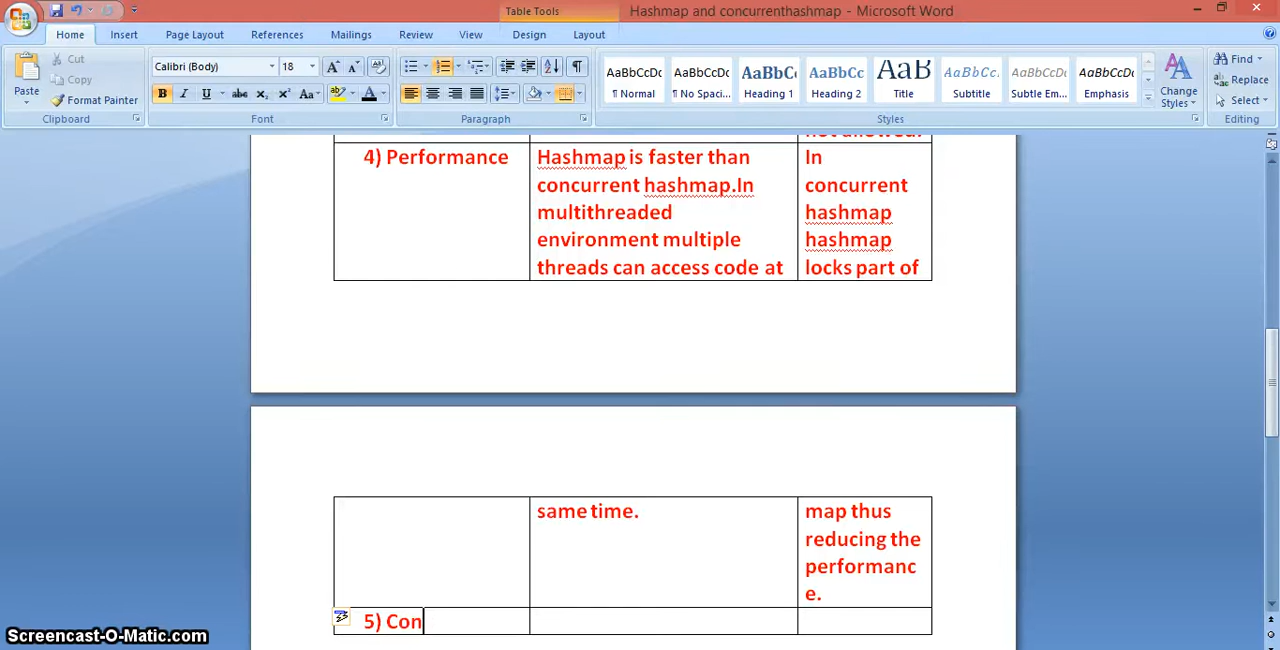 Table Tools
Hashmap and concurrenthashmap - Microsoft Word
Home
Insert
Page Layout
References
Mailings
Review
View
Design
Layout
Paste
Cut
Copy
Format Painter
Clipboard
Calibri (Body)
18
Font
Paragraph
AaBbCcDc
¶ Normal
AaBbCcDc
¶ No Spaci...
AaBbCc
Heading 1
AaBbCc
Heading 2
AaB
Title
AaBbCc
Subtitle
AaBbCcDc
Subtle Em...
AaBbCcDc
Emphasis
Change
Styles
Styles
Find
Replace
Select
Editing
not allowed.
4) Performance
Hashmap is faster than
concurrent hashmap.In
multithreaded
environment multiple
threads can access code at
In
concurrent
hashmap
hashmap
locks part of
same time.
map thus
reducing the
performanc
e.
5) Con
Screencast-O-Matic.com